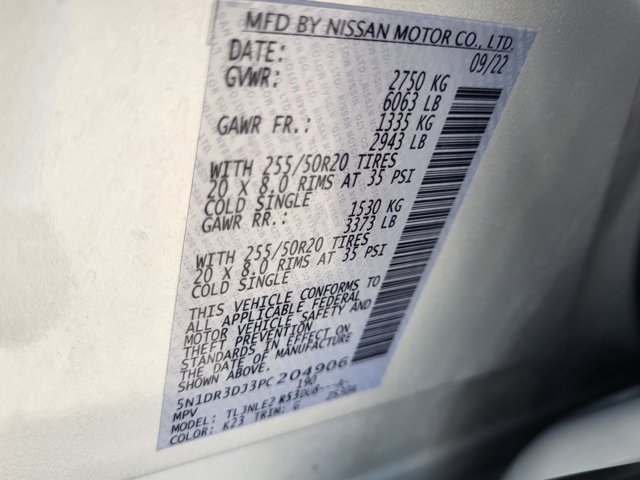 MFD BY NISSAN MOTOR CO., LTD.
DATE: 09/22
GVWR: 2750 KG
6063 LB
GAWR FR.: 1335 KG
2943 LB
WITH 255/50R20 TIRES
20 X 8.0 RIMS AT 35 PSI
COLD SINGLE
GAWR RR.: 1530 KG
3373 LB
WITH 255/50R20 TIRES
20 X 8.0 RIMS AT 35 PSI
COLD SINGLE
THIS VEHICLE CONFORMS TO
ALL APPLICABLE FEDERAL
MOTOR VEHICLE SAFETY AND
THEFT PREVENTION
STANDARDS IN EFFECT ON
THE DATE OF MANUFACTURE
SHOWN ABOVE.
5N1DR3DJ3PC204906
MPV 190
MODEL: TLJNLE2
COLOR: K23 TRIM: G